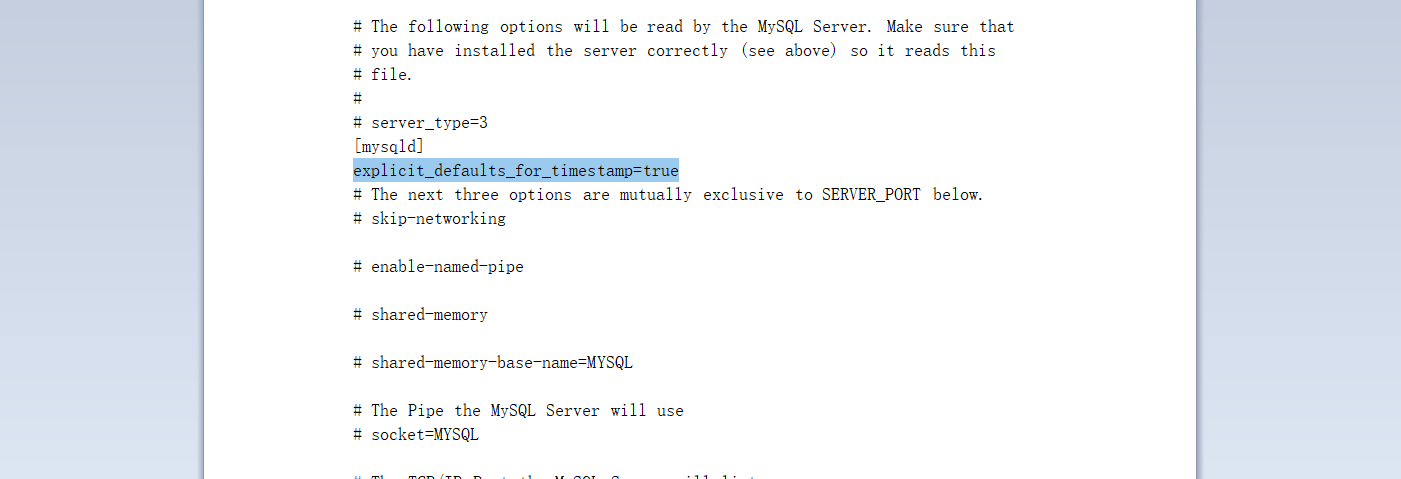 # The following options will be read by the MySQL Server. Make sure that
# you have installed the server correctly (see above) so it reads this
# file.
#
# server_type=3
[mysqld]
explicit_defaults_for_timestamp=true
# The next three options are mutually exclusive to SERVER_PORT below.
# skip-networking
# enable-named-pipe
# shared-memory
# shared-memory-base-name=MYSQL
# The Pipe the MySQL Server will use
# socket=MYSQL